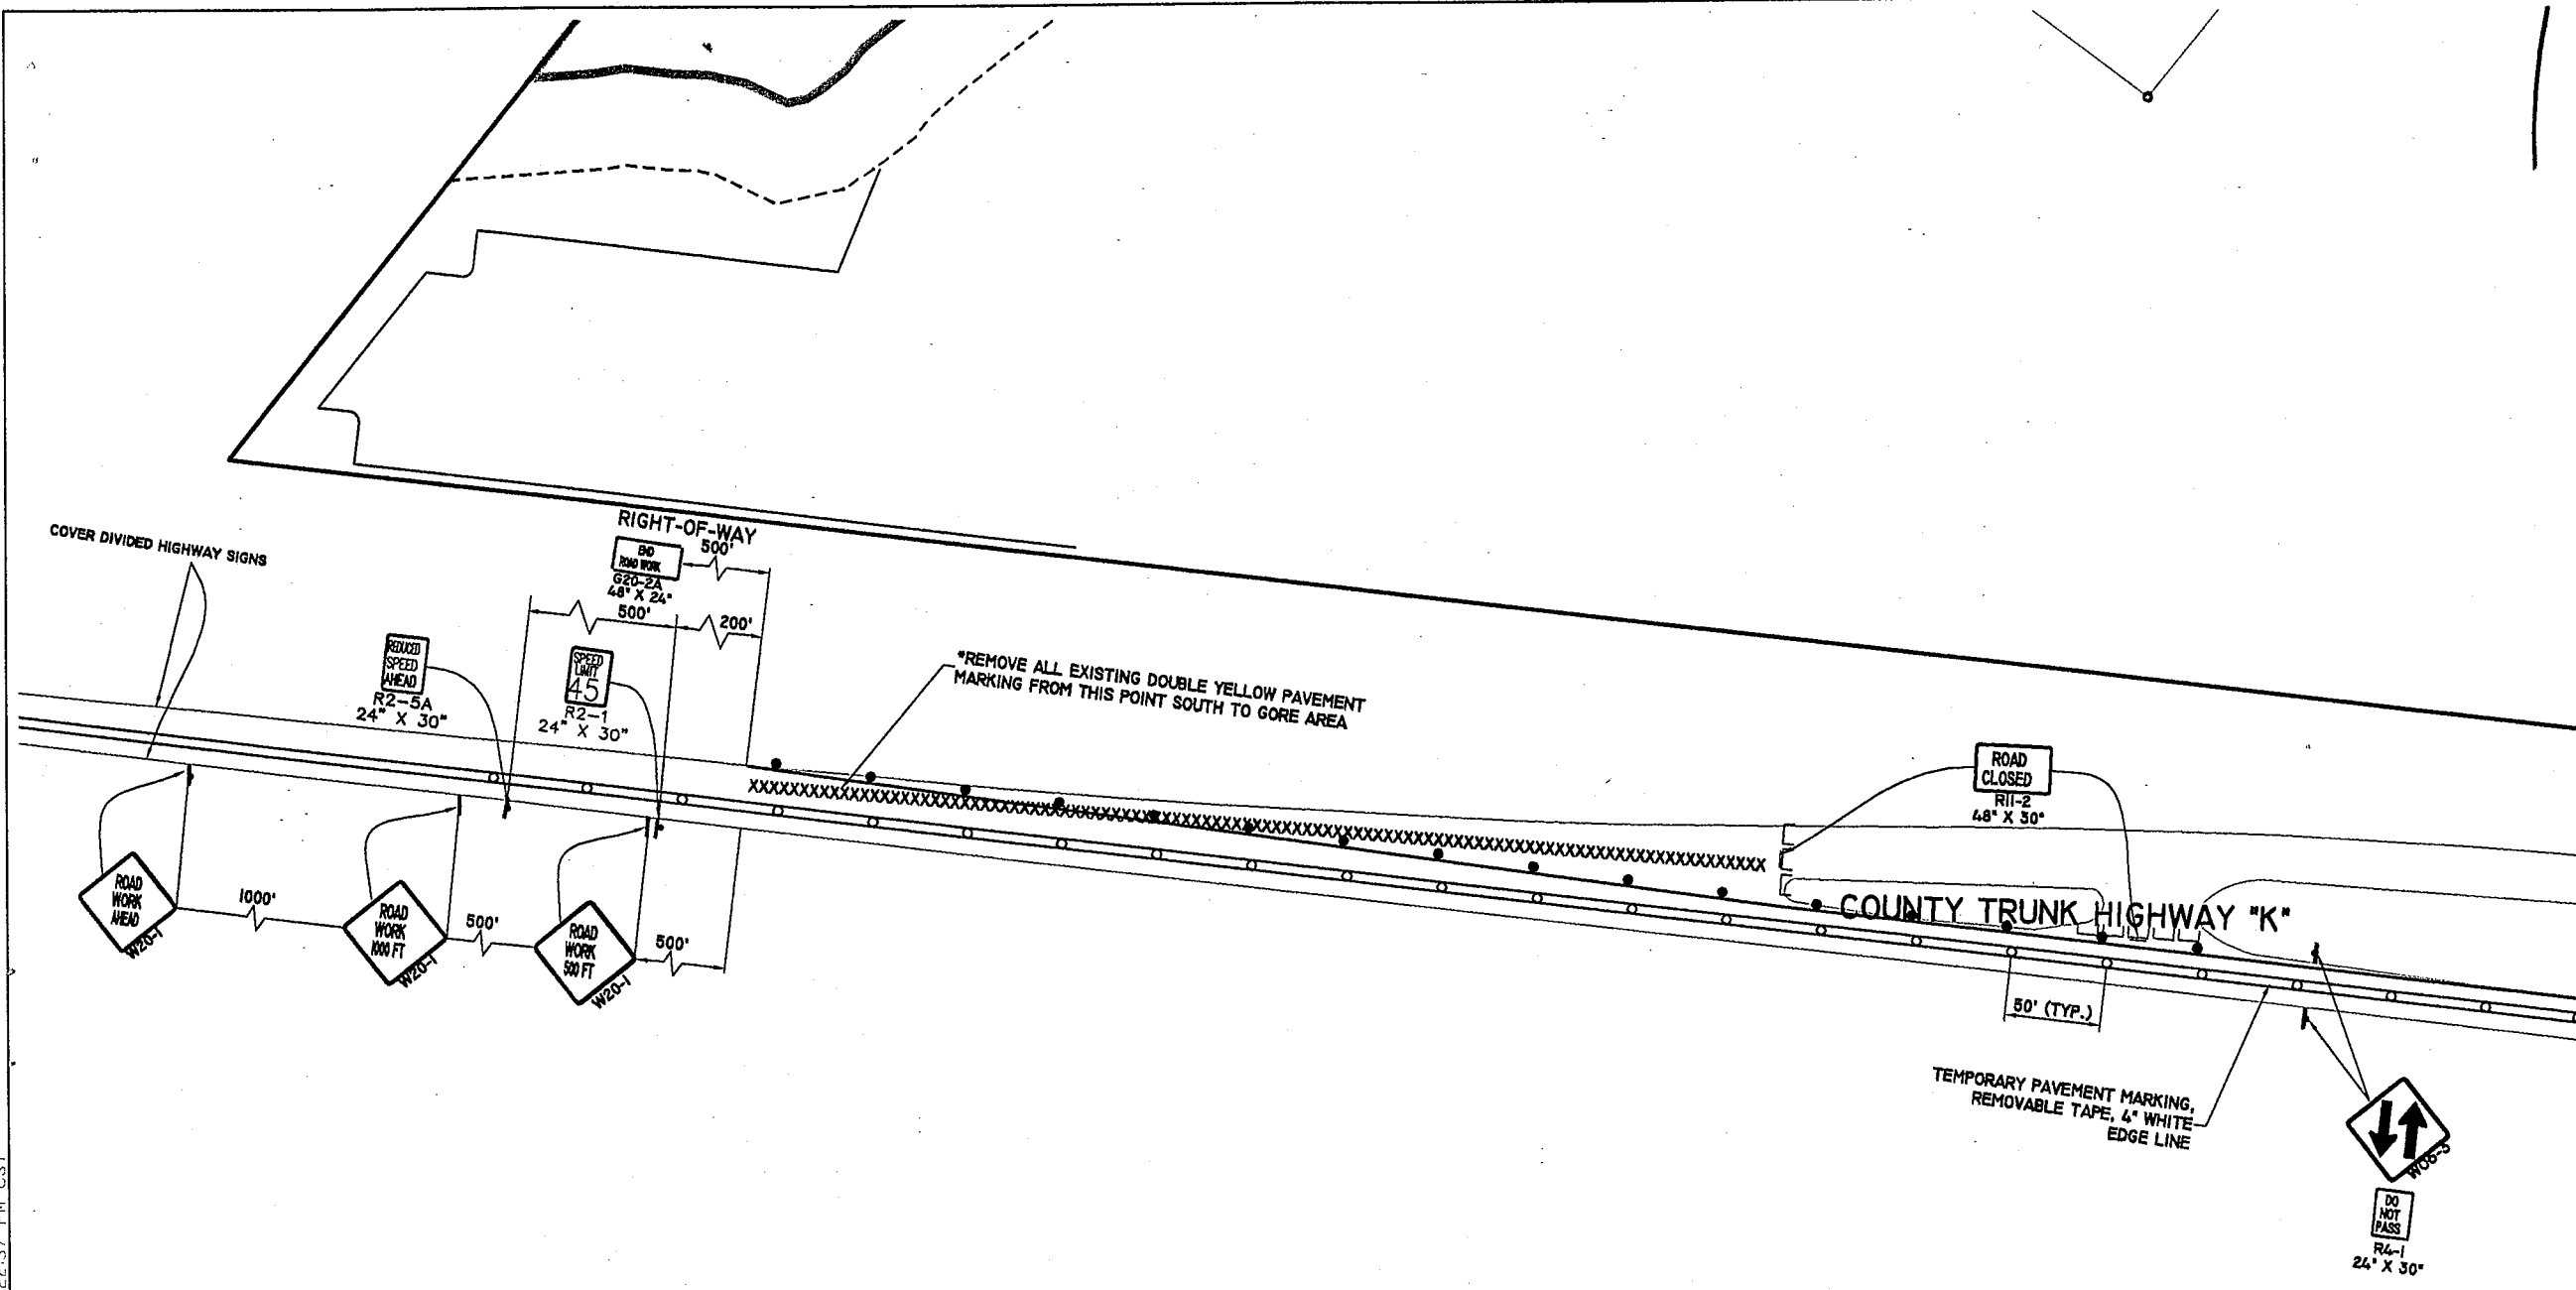 COVER DIVIDED HIGHWAY SIGNS
RIGHT-OF-WAY
END
ROAD WORK
500'
G20-2A
48" X 24"
500'
200'
REDUCED
SPEED
AHEAD
R2-5A
24" X 30"
SPEED
LIMIT
45
R2-1
24" X 30"
*REMOVE ALL EXISTING DOUBLE YELLOW PAVEMENT
MARKING FROM THIS POINT SOUTH TO GORE AREA
XXXXXXXXXXXXXXXXXXXXXXXXXXXXXXXXXXXXXXXXXXXXXXXXXXXXXXXXXXXXXXXXXXXXXXXXXXXXXXXXXXXXXXXXXXXXXXXX
ROAD
CLOSED
R11-2
48" X 30"
COUNTY TRUNK HIGHWAY "K"
ROAD
WORK
AHEAD
W20-1
1000'
ROAD
WORK
1000 FT
W20-1
500'
ROAD
WORK
500 FT
W20-1
500'
50' (TYP.)
TEMPORARY PAVEMENT MARKING,
REMOVABLE TAPE, 4" WHITE
EDGE LINE
W06-3
DO
NOT
PASS
R4-1
24" X 30"